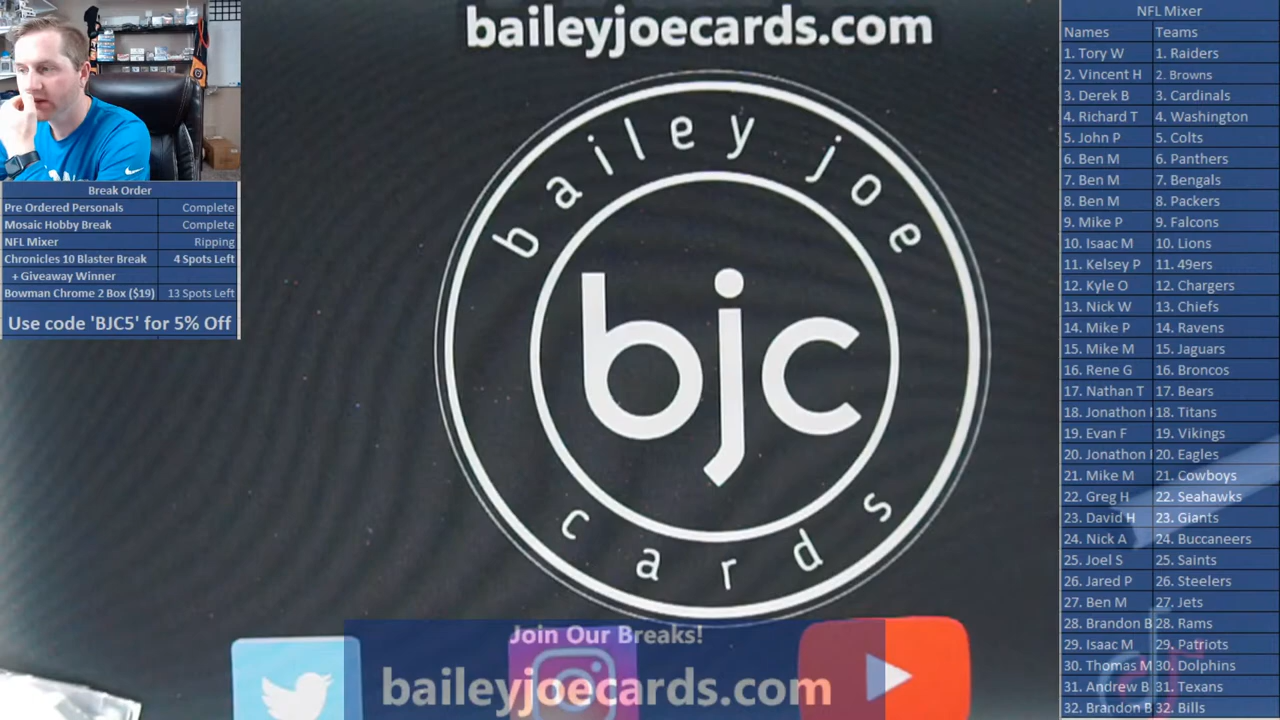 baileyjoecards.com
bailey joe
bjc
cards
Join Our Breaks!
baileyjoecards.com
Break Order
Pre Ordered Personals Complete
Mosaic Hobby Break Complete
NFL Mixer Ripping
Chronicles 10 Blaster Break 4 Spots Left
+ Giveaway Winner
Bowman Chrome 2 Box ($19) 13 Spots Left
Use code 'BJC5' for 5% Off
NFL Mixer
Names Teams
1. Tory W 1. Raiders
2. Vincent H 2. Browns
3. Derek B 3. Cardinals
4. Richard T 4. Washington
5. John P 5. Colts
6. Ben M 6. Panthers
7. Ben M 7. Bengals
8. Ben M 8. Packers
9. Mike P 9. Falcons
10. Isaac M 10. Lions
11. Kelsey P 11. 49ers
12. Kyle O 12. Chargers
13. Nick W 13. Chiefs
14. Mike P 14. Ravens
15. Mike M 15. Jaguars
16. Rene G 16. Broncos
17. Nathan T 17. Bears
18. Jonathon 18. Titans
19. Evan F 19. Vikings
20. Jonathon 20. Eagles
21. Mike M 21. Cowboys
22. Greg H 22. Seahawks
23. David H 23. Giants
24. Nick A 24. Buccaneers
25. Joel S 25. Saints
26. Jared P 26. Steelers
27. Ben M 27. Jets
28. Brandon B 28. Rams
29. Isaac M 29. Patriots
30. Thomas M 30. Dolphins
31. Andrew B 31. Texans
32. Brandon B 32. Bills